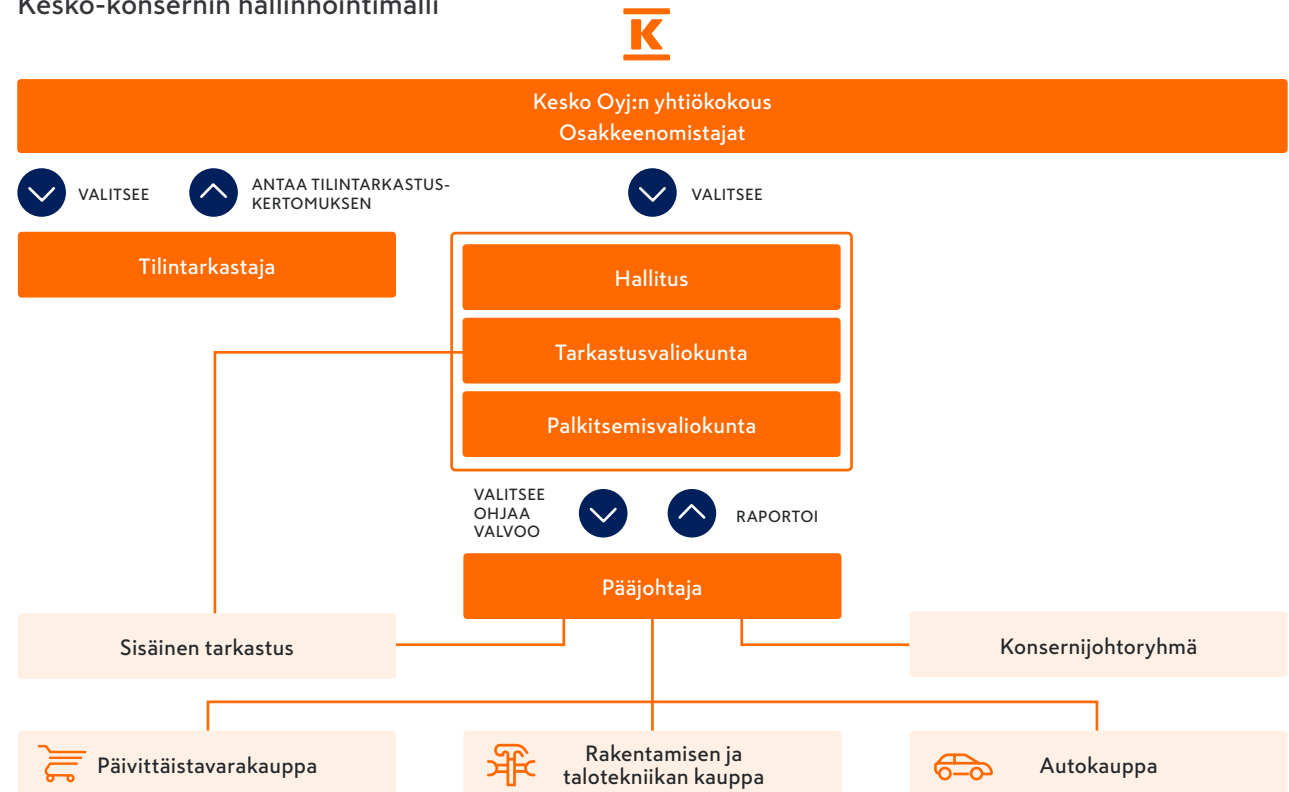 Kesko-konsernin hallinnointimalli
K
Kesko Oyj:n yhtiökokous
Osakkeenomistajat
VALITSEE
ANTAA TILINTARKASTUS-
KERTOMUKSEN
VALITSEE
Tilintarkastaja
Hallitus
Tarkastusvaliokunta
Palkitsemisvaliokunta
VALITSEE
OHJAA
VALVOO
RAPORTOI
Pääjohtaja
Sisäinen tarkastus
Konsernijohtoryhmä
Päivittäistavarakauppa
Rakentamisen ja
talotekniikan kauppa
Autokauppa